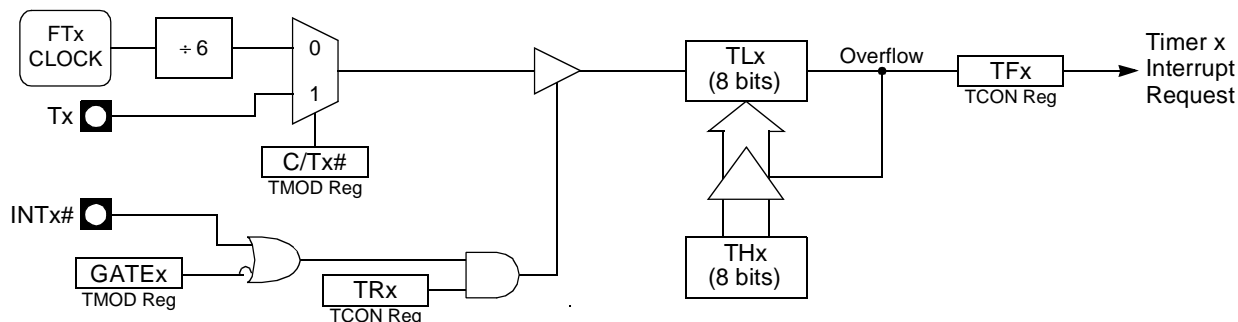 FTx
CLOCK
÷ 6
0
1
Tx
C/Tx#
TMOD Reg
INTx#
GATEx
TMOD Reg
TRx
TCON Reg
TLx
(8 bits)
Overflow
TFx
TCON Reg
Timer x
Interrupt
Request
THx
(8 bits)